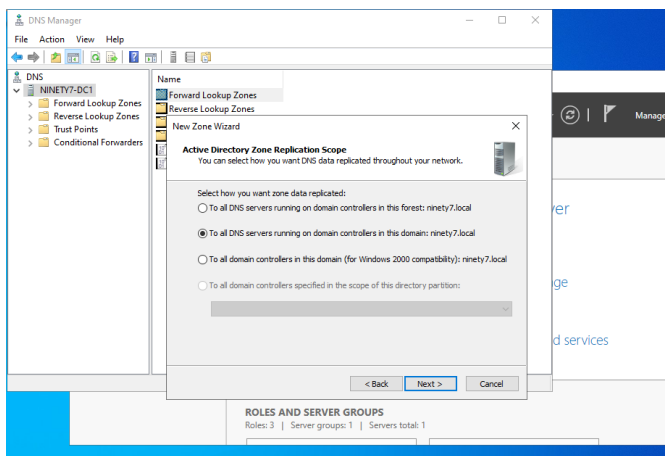 DNS Manager
File Action View Help
DNS
NINETY7-DC1
Forward Lookup Zones
Reverse Lookup Zones
Trust Points
Conditional Forwarders
Name
Forward Lookup Zones
Reverse Lookup Zones
New Zone Wizard
Active Directory Zone Replication Scope
You can select how you want DNS data replicated throughout your network.
Select how you want zone data replicated:
To all DNS servers running on domain controllers in this forest: ninety7.local
To all DNS servers running on domain controllers in this domain: ninety7.local
To all domain controllers in this domain (for Windows 2000 compatibility): ninety7.local
To all domain controllers specified in the scope of this directory partition:
< Back Next > Cancel
Manage
ver
ge
d services
ROLES AND SERVER GROUPS
Roles: 3 | Server groups: 1 | Servers total: 1